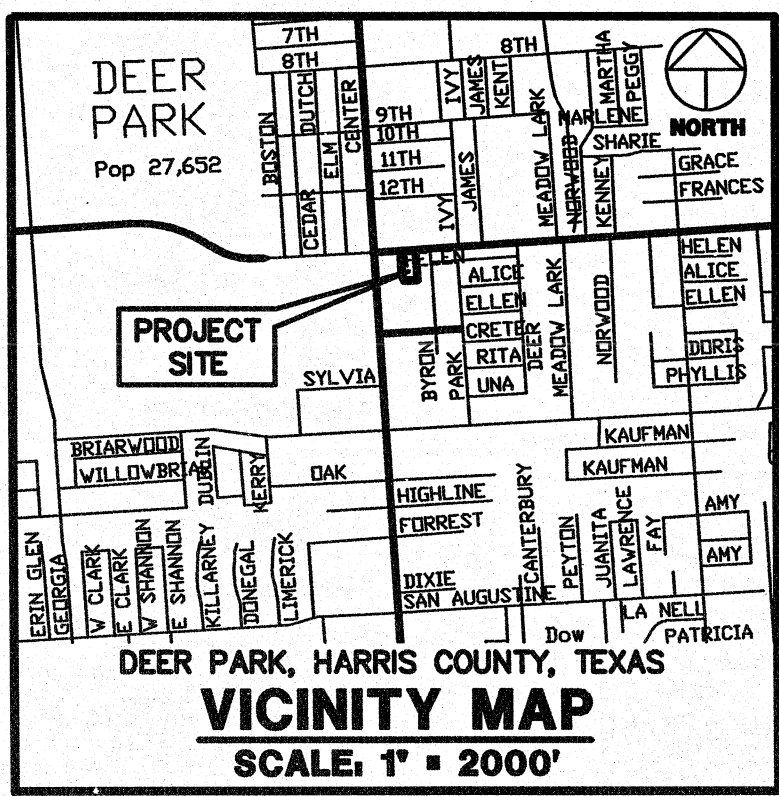 DEER
PARK
Pop 27,652
7TH
8TH
8TH
BOSTON
DUTCH
CEDAR
ELM
CENTER
9TH
10TH
11TH
12TH
IVY
JAMES
KENT
IVY
JAMES
MEADOW LARK
NORWOOD
MARTHA
PEGGY
MARLENE
SHARIE
KENNEY
GRACE
FRANCES
NORTH
PROJECT
SITE
ALICE
ELLEN
CRETE
RITA
UNA
BYRON
PARK
DEER
MEADOW LARK
NORWOOD
HELEN
ALICE
ELLEN
DORIS
PHYLLIS
SYLVIA
BRIARWOOD
WILLOWBRIAR
DUBLIN
KERRY
OAK
KAUFMAN
KAUFMAN
HIGHLINE
FORREST
DIXIE
SAN AUGUSTINE
CANTERBURY
PEYTON
JUANITA
LAWRENCE
FAY
AMY
AMY
ERIN GLEN
GEORGIA
W CLARK
E CLARK
W SHANNON
E SHANNON
KILLARNEY
DONEGAL
LIMERICK
LA NELL
Dow
PATRICIA
DEER PARK, HARRIS COUNTY, TEXAS
VICINITY MAP
SCALE: 1" = 2000'